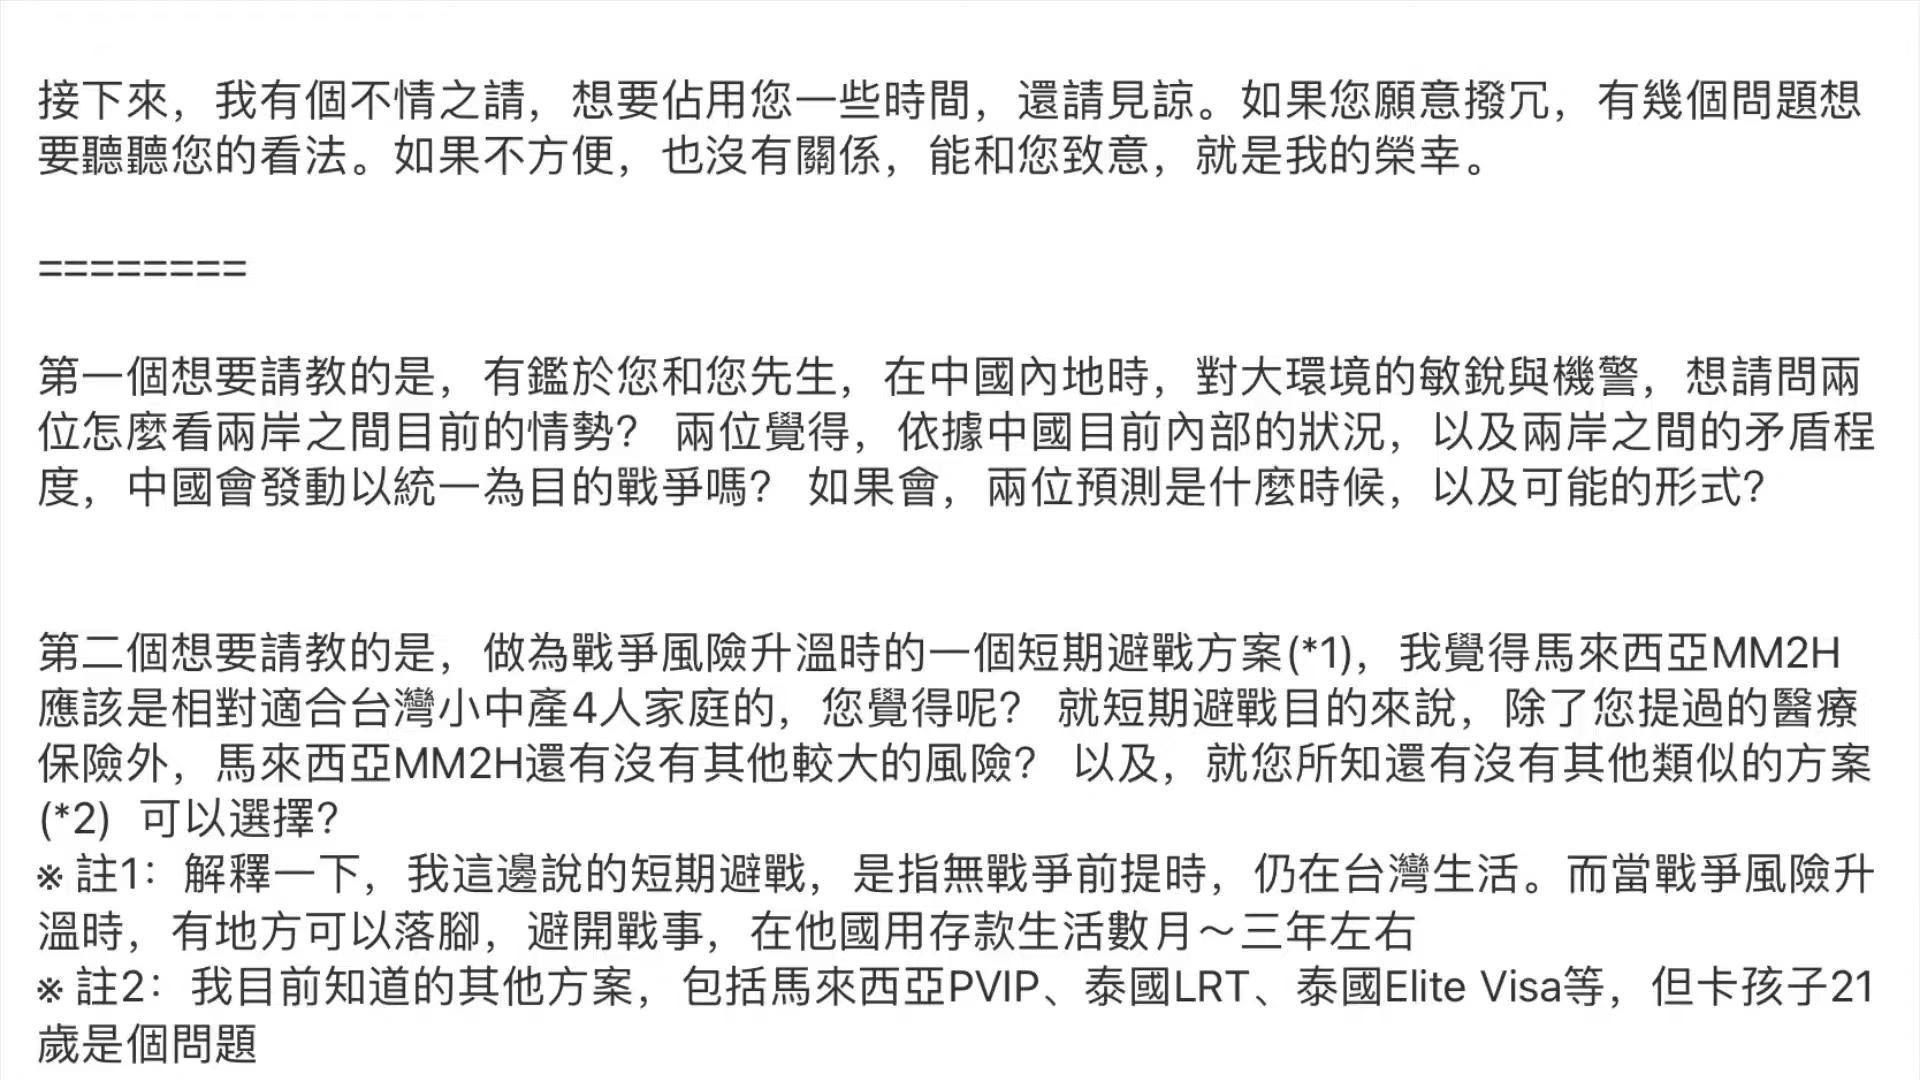 接下來，我有個不情之請，想要佔用您一些時間，還請見諒。如果您願意撥冗，有幾個問題想
要聽聽您的看法。如果不方便，也沒有關係，能和您致意，就是我的榮幸。
========
第一個想要請教的是，有鑑於您和您先生，在中國內地時，對大環境的敏銳與機警，想請問兩
位怎麼看兩岸之間目前的情勢？ 兩位覺得，依據中國目前內部的狀況，以及兩岸之間的矛盾程
度，中國會發動以統一為目的戰爭嗎？ 如果會，兩位預測是什麼時候，以及可能的形式？
第二個想要請教的是，做為戰爭風險升溫時的一個短期避戰方案(*1)，我覺得馬來西亞MM2H
應該是相對適合台灣小中產4人家庭的，您覺得呢？ 就短期避戰目的來說，除了您提過的醫療
保險外，馬來西亞MM2H還有沒有其他較大的風險？ 以及，就您所知還有沒有其他類似的方案
(*2) 可以選擇？
※ 註1：解釋一下，我這邊說的短期避戰，是指無戰爭前提時，仍在台灣生活。而當戰爭風險升
溫時，有地方可以落腳，避開戰事，在他國用存款生活數月～三年左右
※ 註2：我目前知道的其他方案，包括馬來西亞PVIP、泰國LRT、泰國Elite Visa等，但卡孩子21
歲是個問題